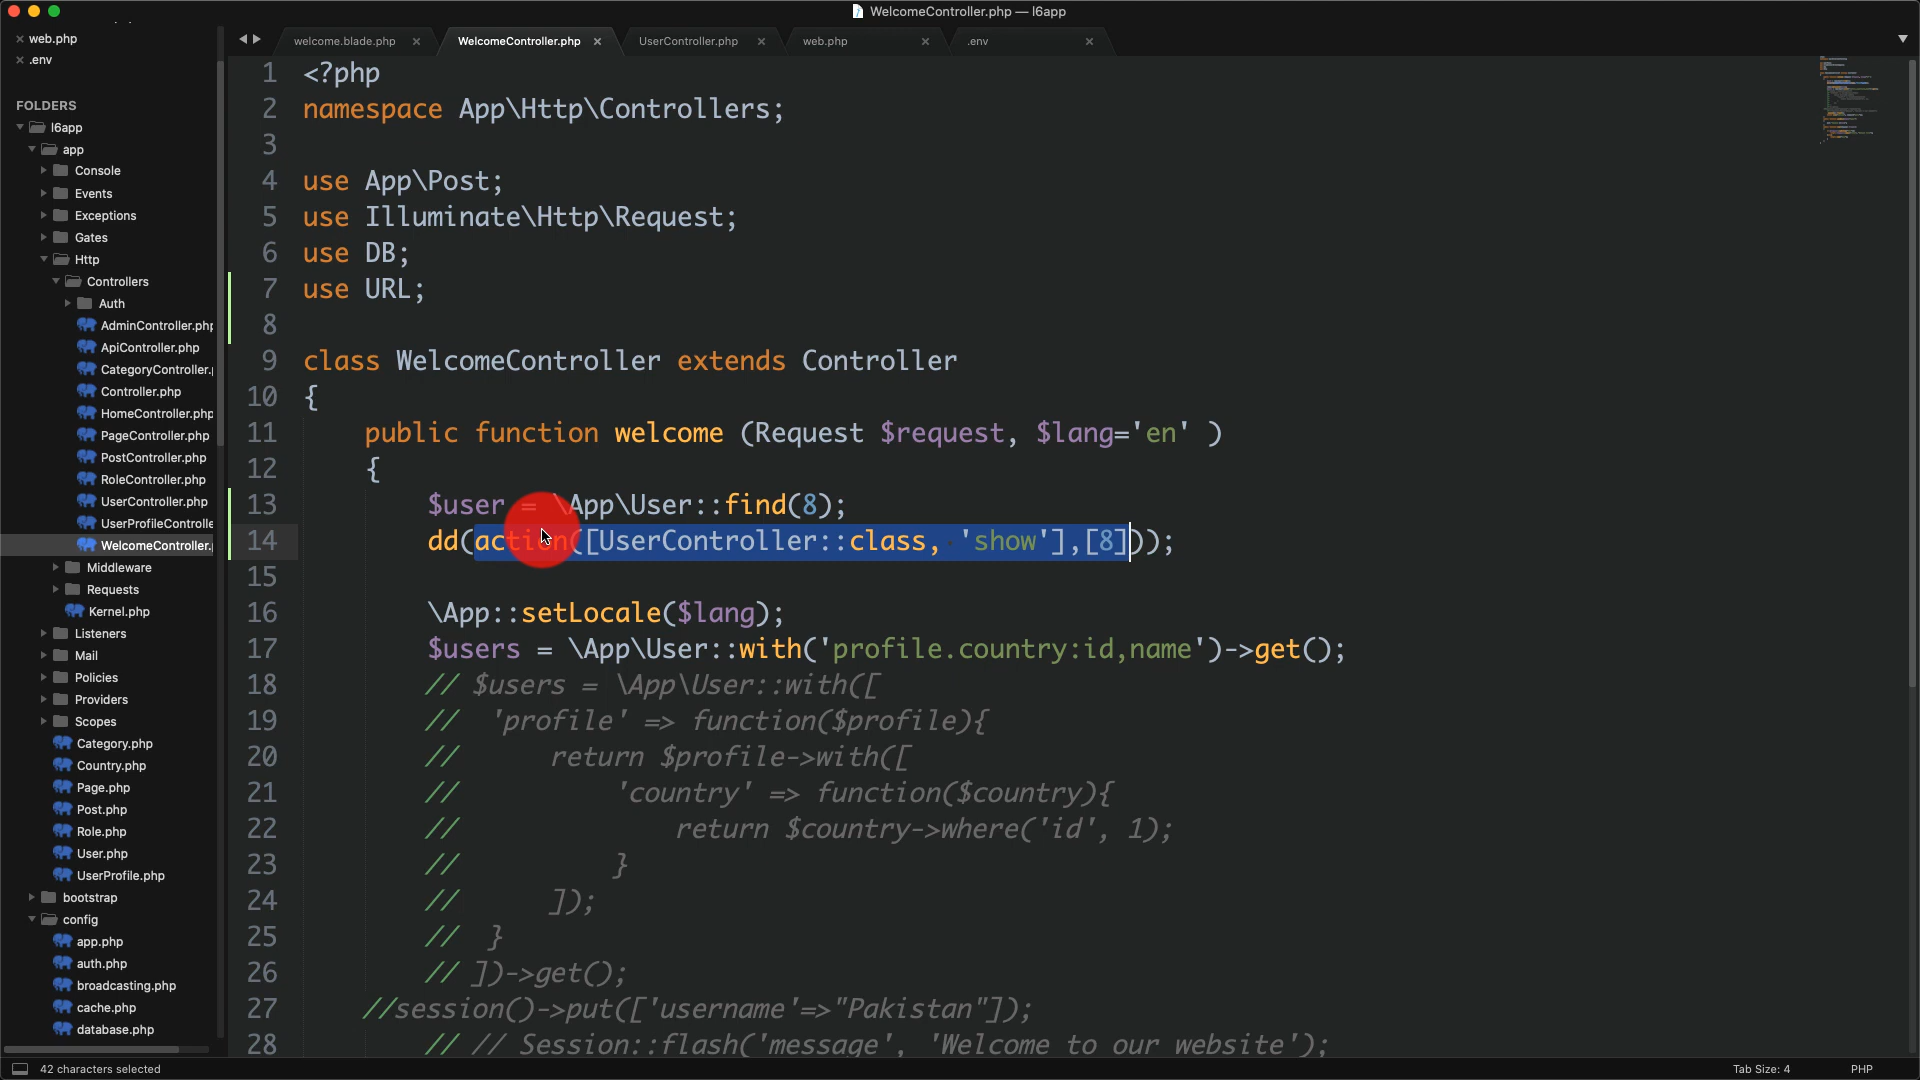 WelcomeController.php — l6app
web.php
.env
welcome.blade.php
WelcomeController.php
UserController.php
web.php
.env
FOLDERS
l6app
app
Console
Events
Exceptions
Gates
Http
Controllers
Auth
AdminController.php
ApiController.php
CategoryController.
Controller.php
HomeController.php
PageController.php
PostController.php
RoleController.php
UserController.php
UserProfileControlle
WelcomeController.
Middleware
Requests
Kernel.php
Listeners
Mail
Policies
Providers
Scopes
Category.php
Country.php
Page.php
Post.php
Role.php
User.php
UserProfile.php
bootstrap
config
app.php
auth.php
broadcasting.php
cache.php
database.php
1 <?php
2 namespace App\Http\Controllers;
3
4 use App\Post;
5 use Illuminate\Http\Request;
6 use DB;
7 use URL;
8
9 class WelcomeController extends Controller
10 {
11 public function welcome (Request $request, $lang='en' )
12 {
13 $user = \App\User::find(8);
14 dd(action([UserController::class, 'show'],[8]));
15
16 \App::setLocale($lang);
17 $users = \App\User::with('profile.country:id,name')->get();
18 // $users = \App\User::with([
19 // 'profile' => function($profile){
20 // return $profile->with([
21 // 'country' => function($country){
22 // return $country->where('id', 1);
23 // }
24 // ]);
25 // }
26 // ])->get();
27 //session()->put(['username'=>"Pakistan"]);
28 // // Session::flash('message', 'Welcome to our website');
42 characters selected
Tab Size: 4
PHP